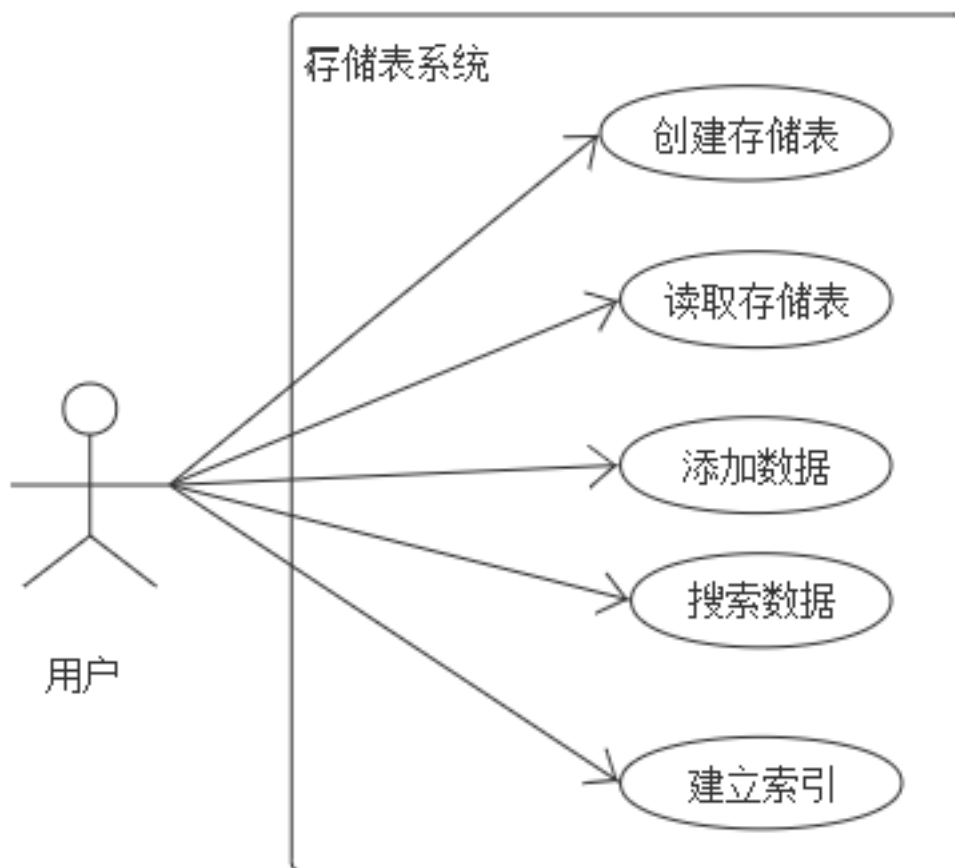 存储表系统
创建存储表
读取存储表
添加数据
搜索数据
用户
建立索引